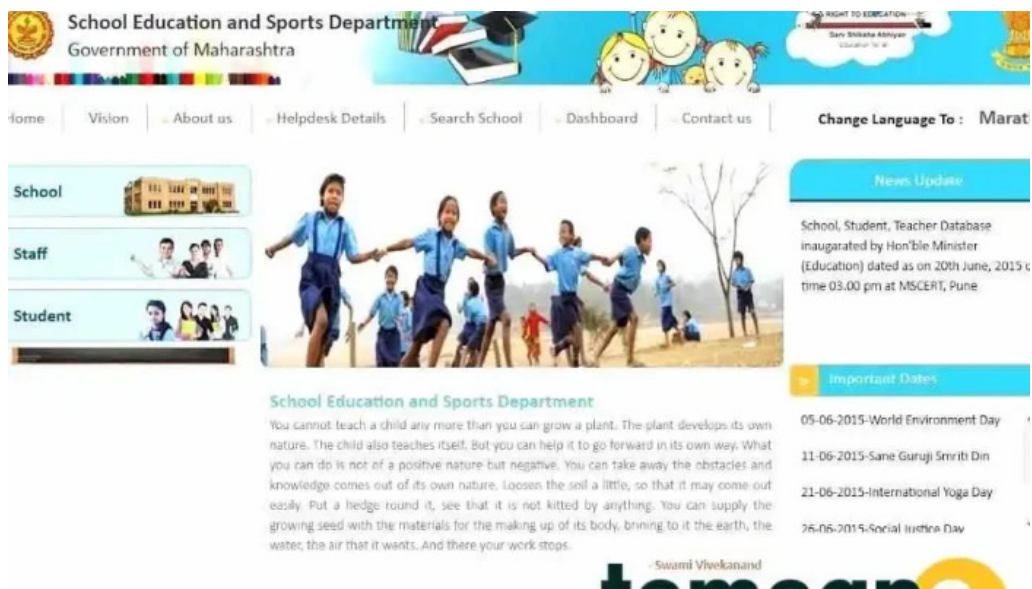 School Education and Sports Department
Government of Maharashtra
RIGHT TO EDUCATION
Sarv Shiksha Abhiyan
Education for all
Home
Vision
About us
Helpdesk Details
Search School
Dashboard
Contact us
Change Language To :
Marat
School
Staff
Student
News Update
School, Student, Teacher Database
inaugarated by Hon'ble Minister
(Education) dated as on 20th June, 2015
time 03.00 pm at MSCERT, Pune
Important Dates
05-06-2015-World Environment Day
11-06-2015-Sane Guruji Smriti Din
21-06-2015-International Yoga Day
26-06-2015-Social Justice Day
School Education and Sports Department
You cannot teach a child any more than you can grow a plant. The plant develops its own
nature. The child also teaches itself. But you can help it to go forward in its own way. What
you can do is not of a positive nature but negative. You can take away the obstacles and
knowledge comes out of its own nature. Loosen the soil a little, so that it may come out
easily. Put a hedge round it, see that it is not kitted by anything. You can supply the
growing seed with the materials for the making up of its body, brining to it the earth, the
water, the air that it wants. And there your work stops.
- Swami Vivekanand